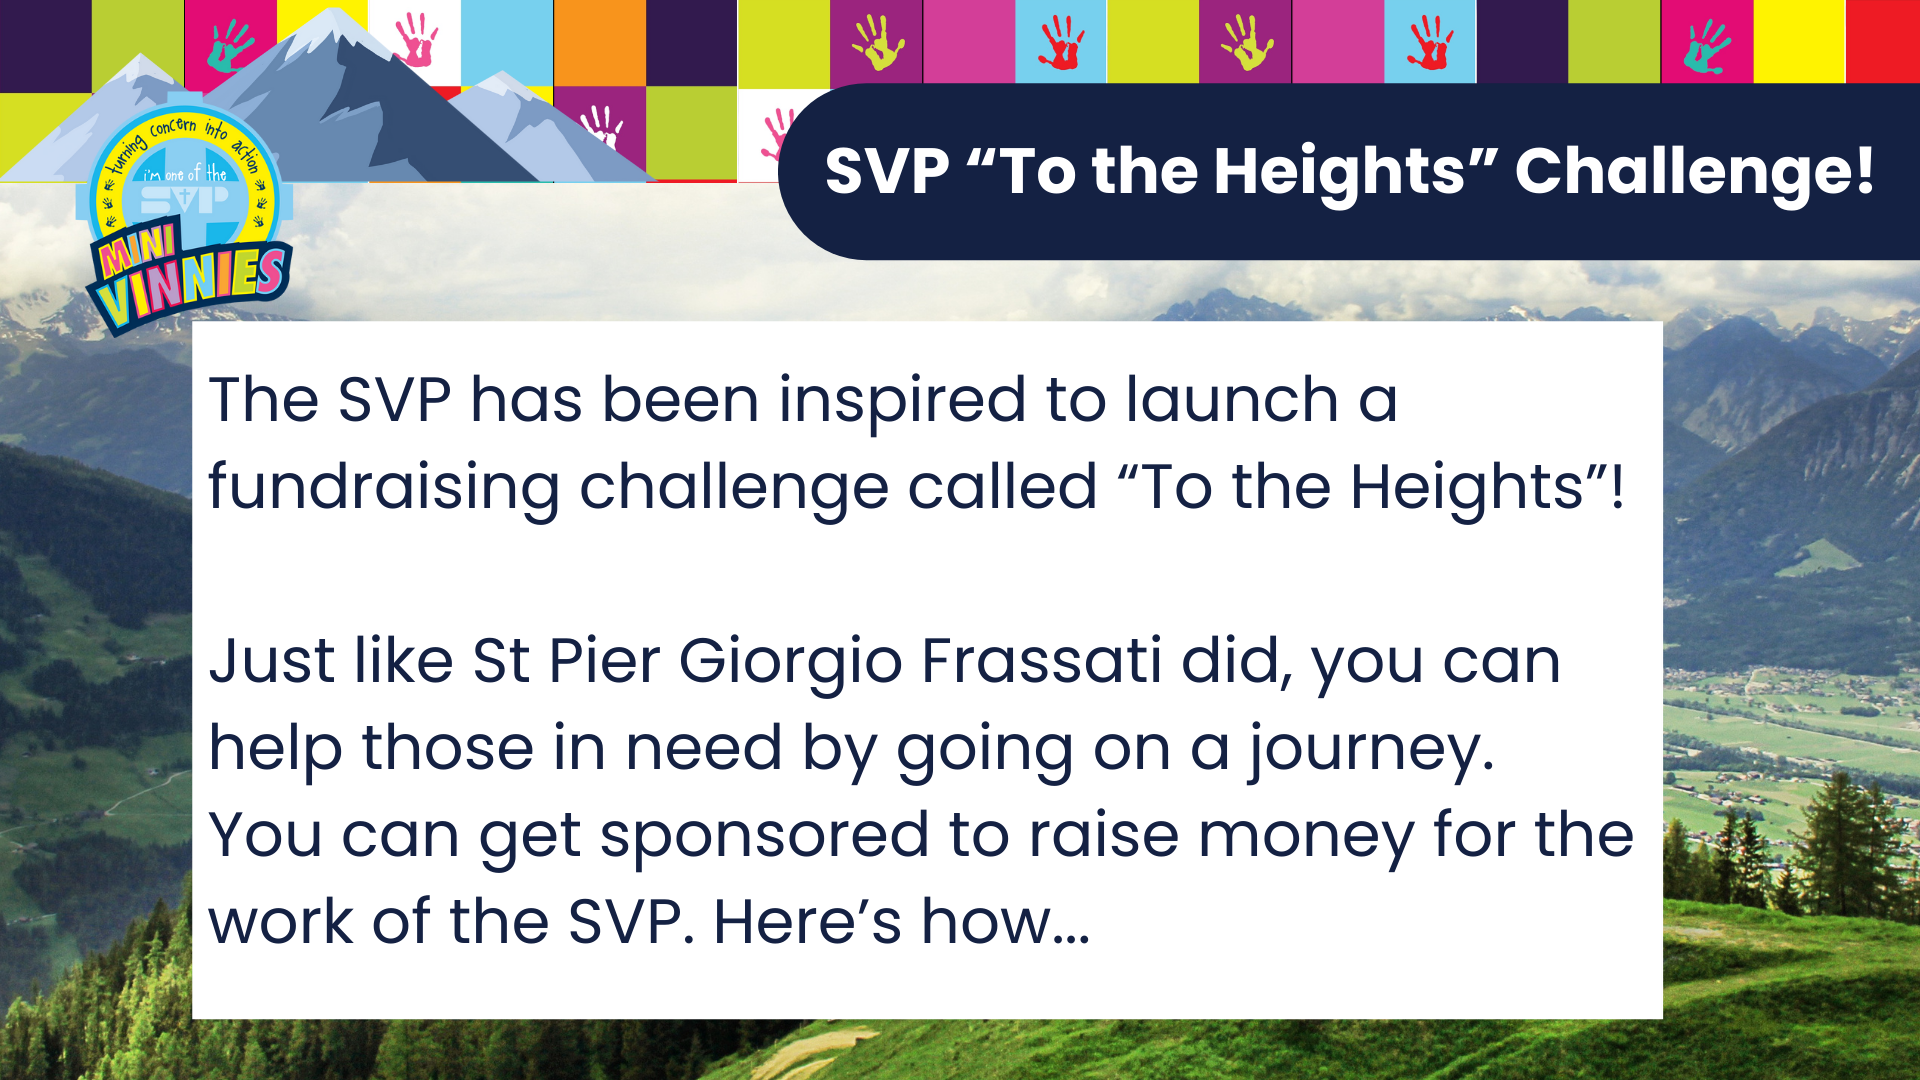 SVP “To the Heights” Challenge!
turning concern into action
i'm one of the
SVP
MINI
VINNIES
The SVP has been inspired to launch a
fundraising challenge called “To the Heights”!
Just like St Pier Giorgio Frassati did, you can
help those in need by going on a journey.
You can get sponsored to raise money for the
work of the SVP. Here’s how...